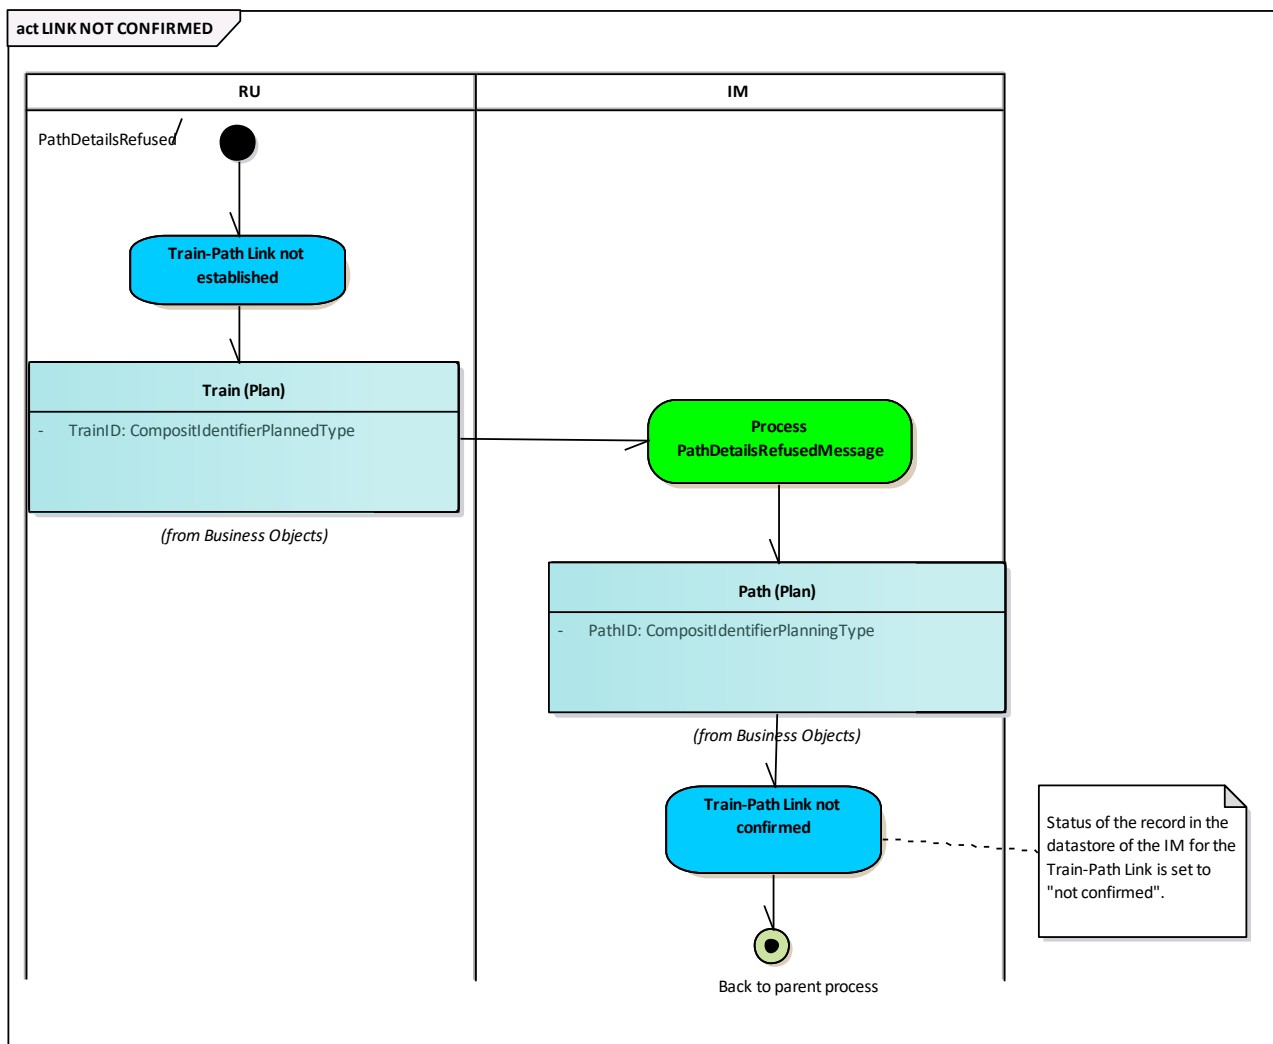 act LINK NOT CONFIRMED
RU
IM
PathDetailsRefused
Train-Path Link not
established
Train (Plan)
- TrainID: CompositIdentifierPlannedType
(from Business Objects)
Process
PathDetailsRefusedMessage
Path (Plan)
- PathID: CompositIdentifierPlanningType
(from Business Objects)
Train-Path Link not
confirmed
Status of the record in the
datastore of the IM for the
Train-Path Link is set to
"not confirmed".
Back to parent process